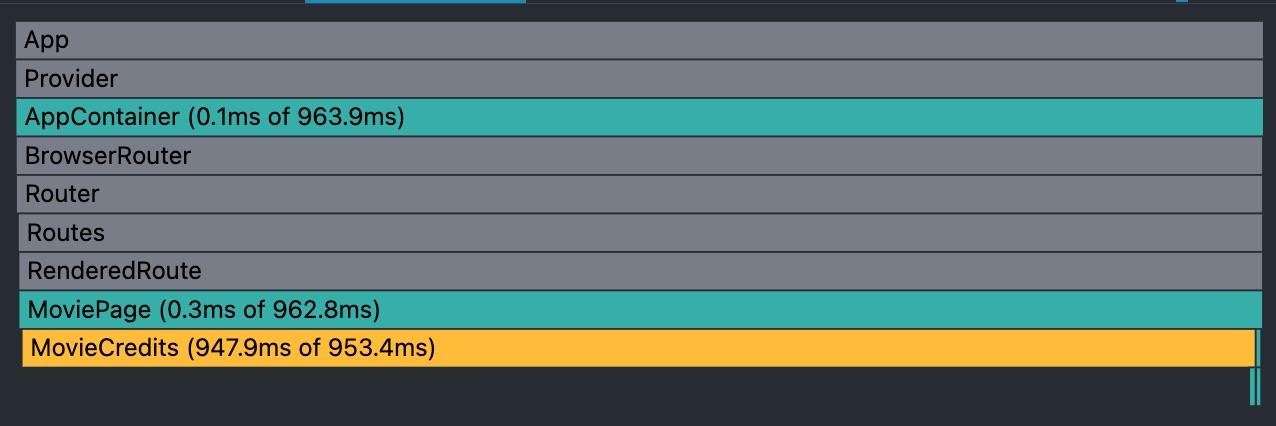 App
Provider
AppContainer (0.1ms of 963.9ms)
BrowserRouter
Router
Routes
RenderedRoute
MoviePage (0.3ms of 962.8ms)
MovieCredits (947.9ms of 953.4ms)